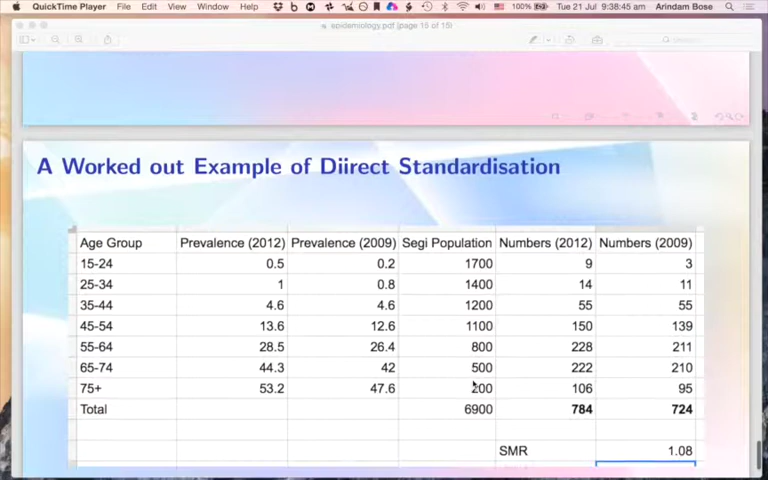 QuickTime Player File Edit View Window Help 100% Tue 21 Jul 9:38:45 am Arindam Bose
epidemiology.pdf (page 15 of 15)
Search
A Worked out Example of Diirect Standardisation
Age Group Prevalence (2012) Prevalence (2009) Segi Population Numbers (2012) Numbers (2009)
15-24 0.5 0.2 1700 9 3
25-34 1 0.8 1400 14 11
35-44 4.6 4.6 1200 55 55
45-54 13.6 12.6 1100 150 139
55-64 28.5 26.4 800 228 211
65-74 44.3 42 500 222 210
75+ 53.2 47.6 200 106 95
Total 6900 784 724
SMR 1.08